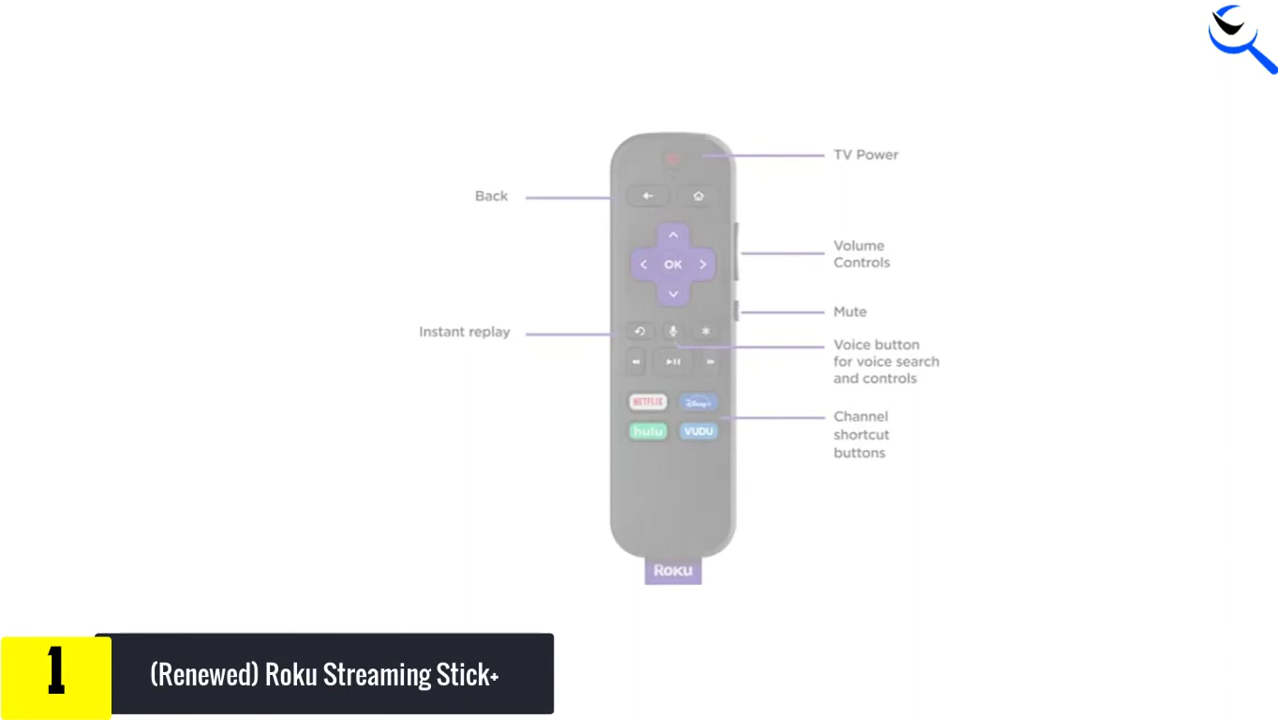 TV Power
Back
Volume
Controls
OK
Mute
Instant replay
Voice button
for voice search
and controls
NETFLIX
Disney+
Channel
shortcut
buttons
hulu
VUDU
Roku
1
(Renewed) Roku Streaming Stick+